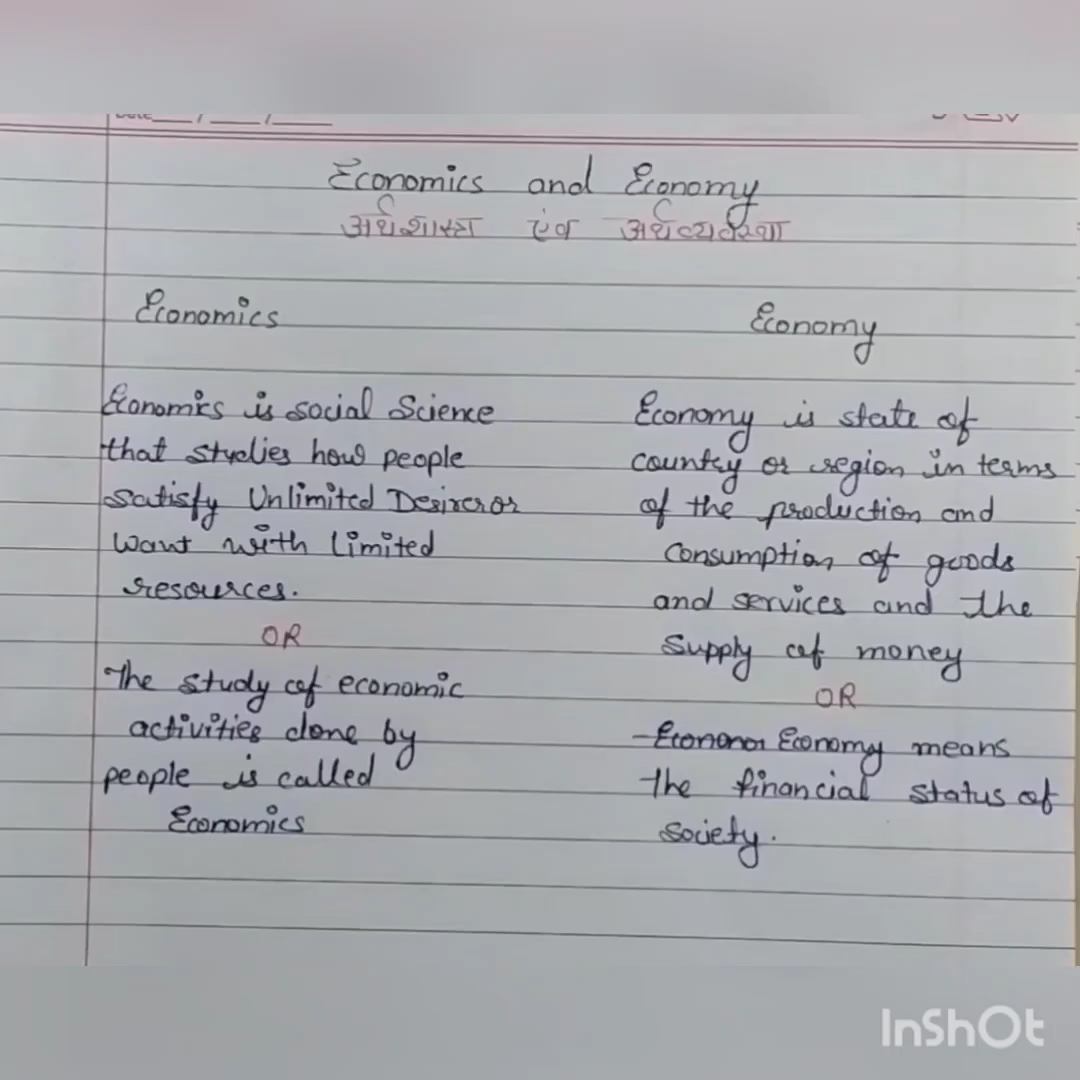 Date___/___/___
Economics and Economy
अर्थशास्त्र एंव अर्थव्यवस्था
Economics
Economics is social Science
that studies how people
satisfy Unlimited Desire or
want with limited
resources.
OR
The study of economic
activities done by
people is called
Economics
Economy
Economy is state of
country or region in terms
of the production and
consumption of goods
and services and the
supply of money
OR
Economy means
the financial status of
society.
InShOt